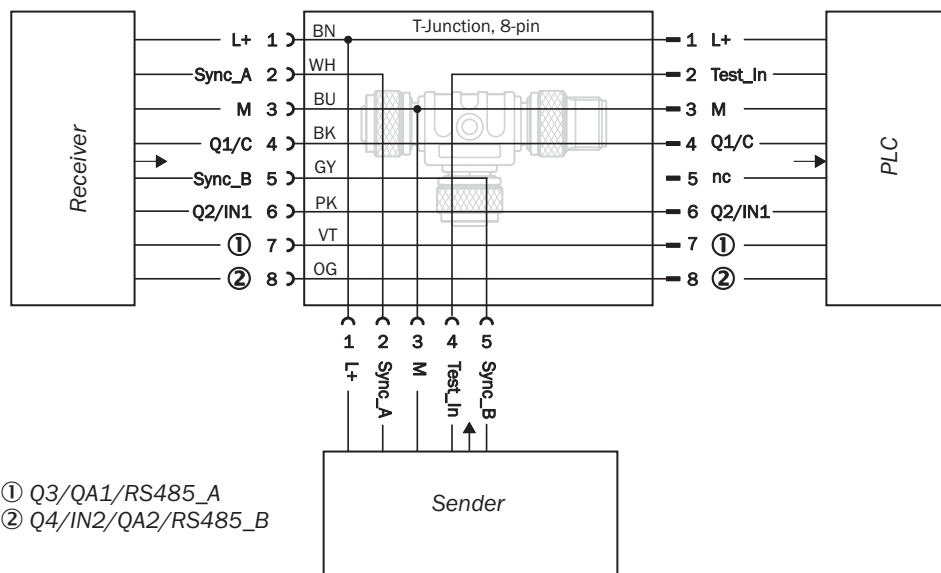 T-Junction, 8-pin
Receiver
PLC
L+ 1 BN 1 L+
Sync_A 2 WH 2 Test_In
M 3 BU 3 M
Q1/C 4 BK 4 Q1/C
Sync_B 5 GY 5 nc
Q2/IN1 6 PK 6 Q2/IN1
① 7 VT 7 ①
② 8 OG 8 ②
1 2 3 4 5
L+ Sync_A M Test_In Sync_B
Sender
① Q3/QA1/RS485_A
② Q4/IN2/QA2/RS485_B